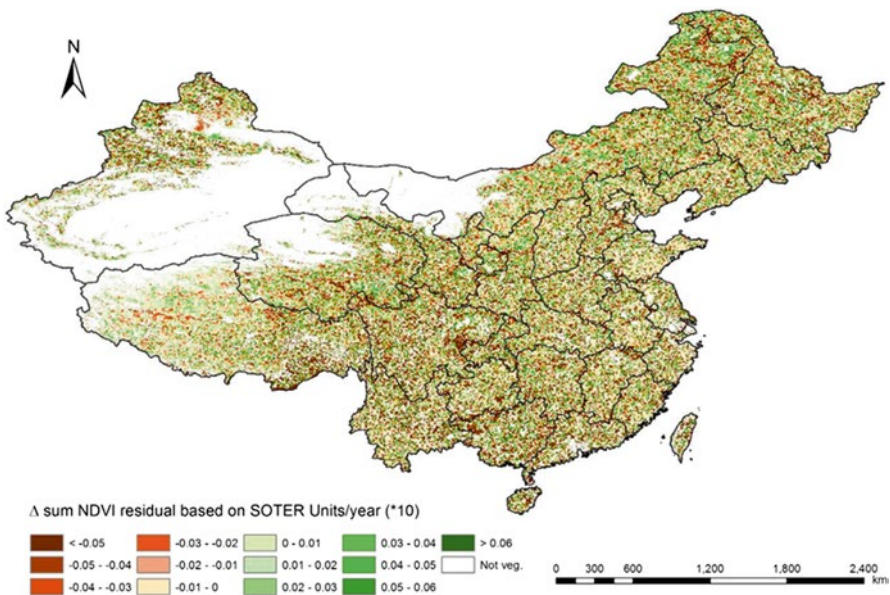 N
Δ sum NDVI residual based on SOTER Units/year (*10)
< -0.05
-0.05 - -0.04
-0.04 - -0.03
-0.03 - -0.02
-0.02 - -0.01
-0.01 - 0
0 - 0.01
0.01 - 0.02
0.02 - 0.03
0.03 - 0.04
0.04 - 0.05
0.05 - 0.06
> 0.06
Not veg.
0 300 600 1,200 1,800 2,400
km